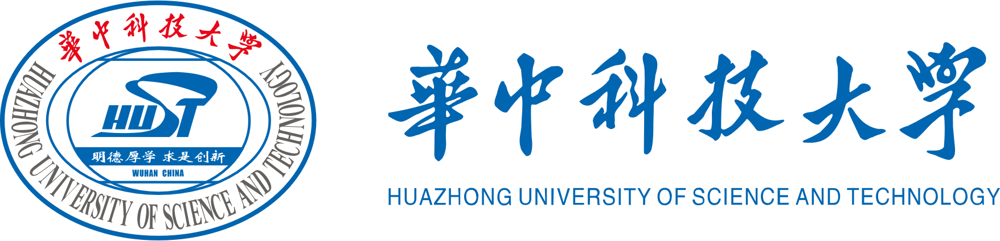 華中科技大学
HUAZHONG UNIVERSITY OF SCIENCE AND TECHNOLOGY
HUST
明德厚学 求是创新
WUHAN CHINA
華中科技大学
HUAZHONG UNIVERSITY OF SCIENCE AND TECHNOLOGY